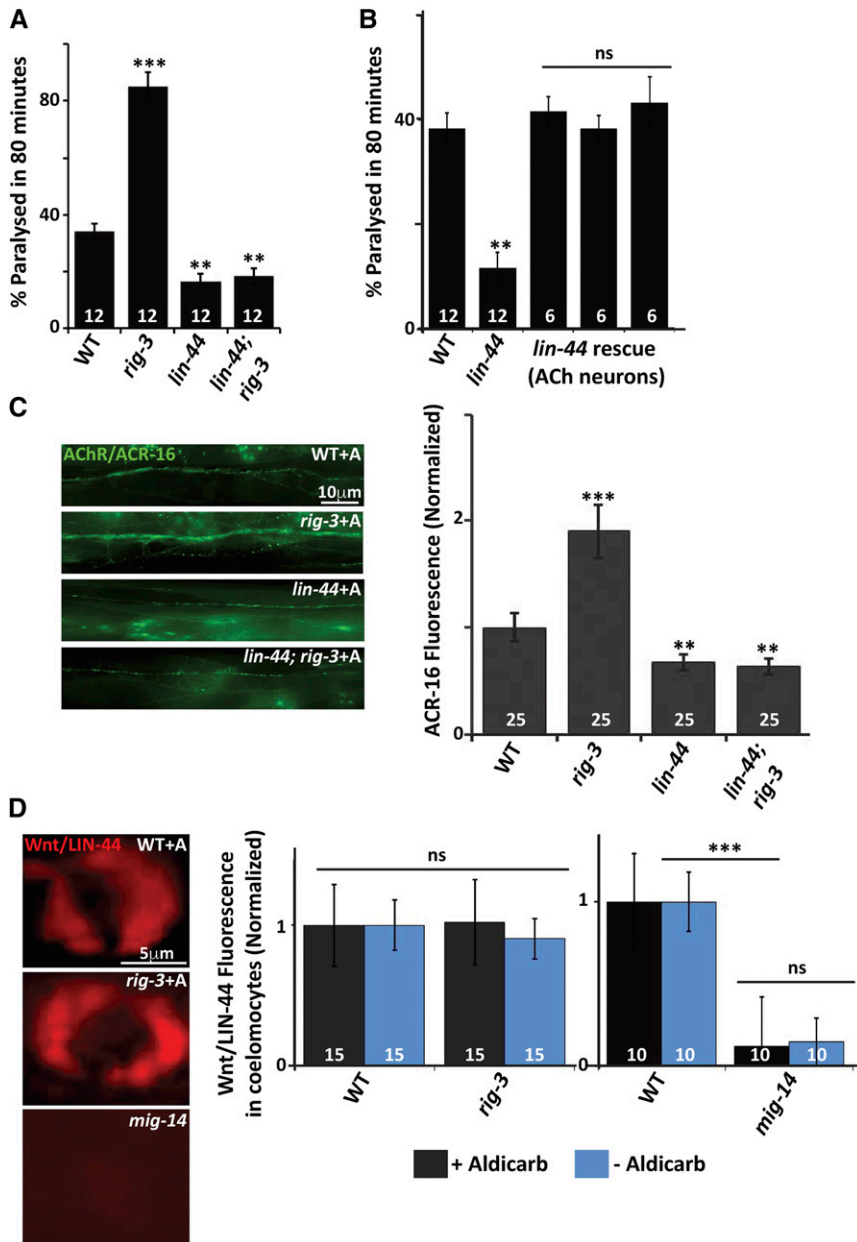 A
% Paralysed in 80 minutes
80
40
0
***
**
**
12
12
12
12
WT
rig-3
lin-44
lin-44;
rig-3
B
% Paralysed in 80 minutes
40
0
ns
**
12
12
6
6
6
WT
lin-44
lin-44 rescue
(ACh neurons)
C
AChR/ACR-16
WT+A
10μm
rig-3+A
lin-44+A
lin-44; rig-3+A
ACR-16 Fluorescence (Normalized)
2
1
0
***
**
**
25
25
25
25
WT
rig-3
lin-44
lin-44;
rig-3
D
Wnt/LIN-44
WT+A
5μm
rig-3+A
mig-14
Wnt/LIN-44 Fluorescence
in coelomocytes (Normalized)
1
0
ns
15
15
15
15
WT
rig-3
1
0
***
ns
10
10
10
10
WT
mig-14
+ Aldicarb
- Aldicarb